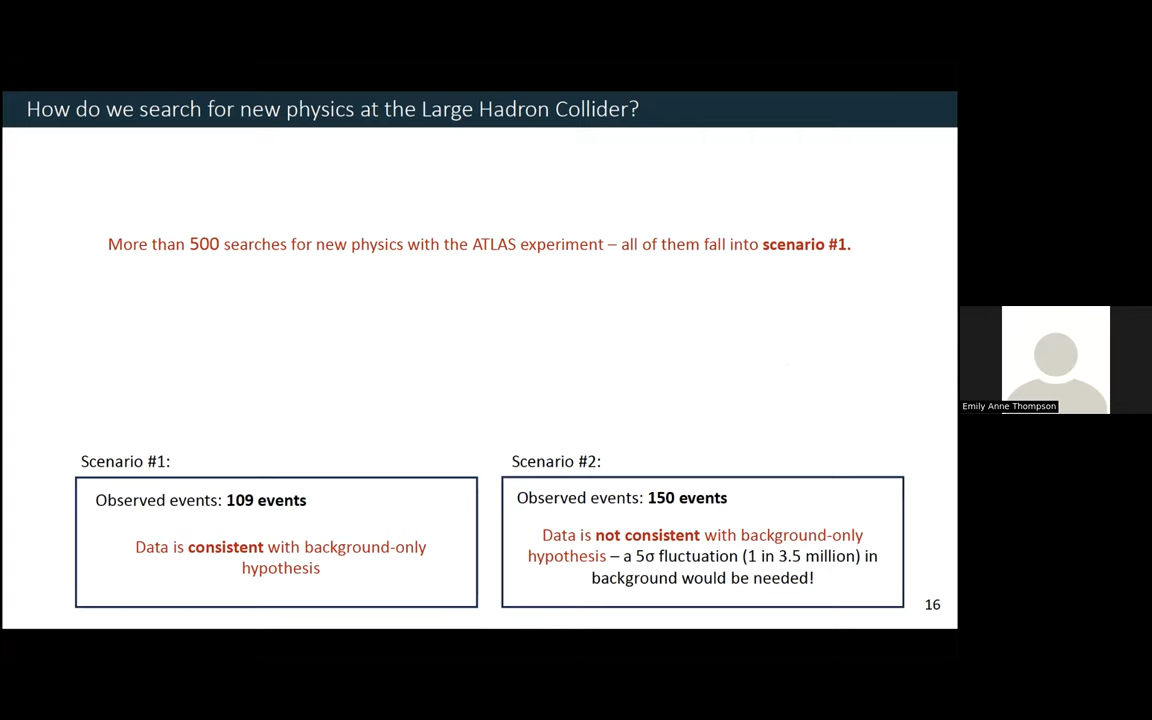 How do we search for new physics at the Large Hadron Collider?
More than 500 searches for new physics with the ATLAS experiment – all of them fall into scenario #1.
Emily Anne Thompson
Scenario #1:
Observed events: 109 events
Data is consistent with background-only
hypothesis
Scenario #2:
Observed events: 150 events
Data is not consistent with background-only
hypothesis – a 5σ fluctuation (1 in 3.5 million) in
background would be needed!
16